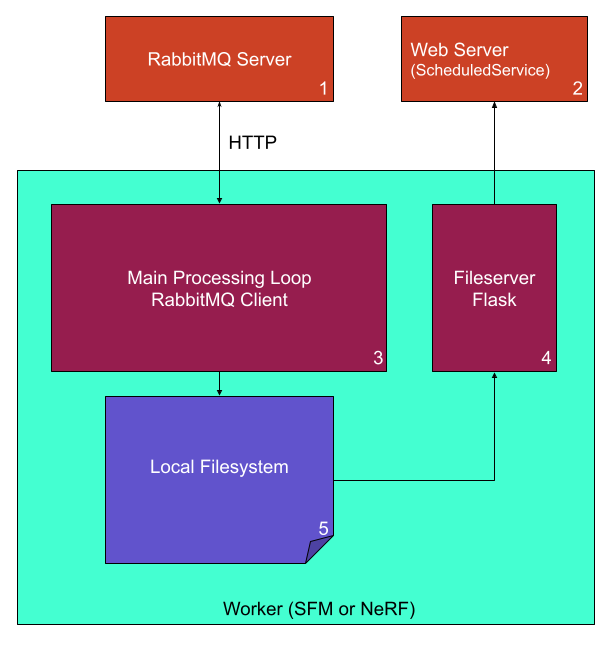 RabbitMQ Server
1
Web Server
(ScheduledService)
2
HTTP
Main Processing Loop
RabbitMQ Client
3
Fileserver
Flask
4
Local Filesystem
5
Worker (SFM or NeRF)